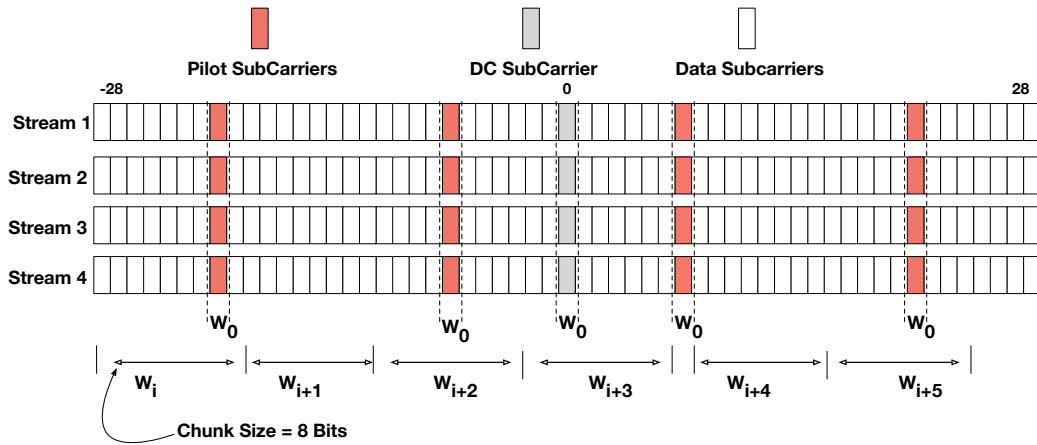 Pilot SubCarriers DC SubCarrier Data Subcarriers
-28 0 28
Stream 1
Stream 2
Stream 3
Stream 4
W0 W0 W0 W0 W0
Wi Wi+1 Wi+2 Wi+3 Wi+4 Wi+5
Chunk Size = 8 Bits